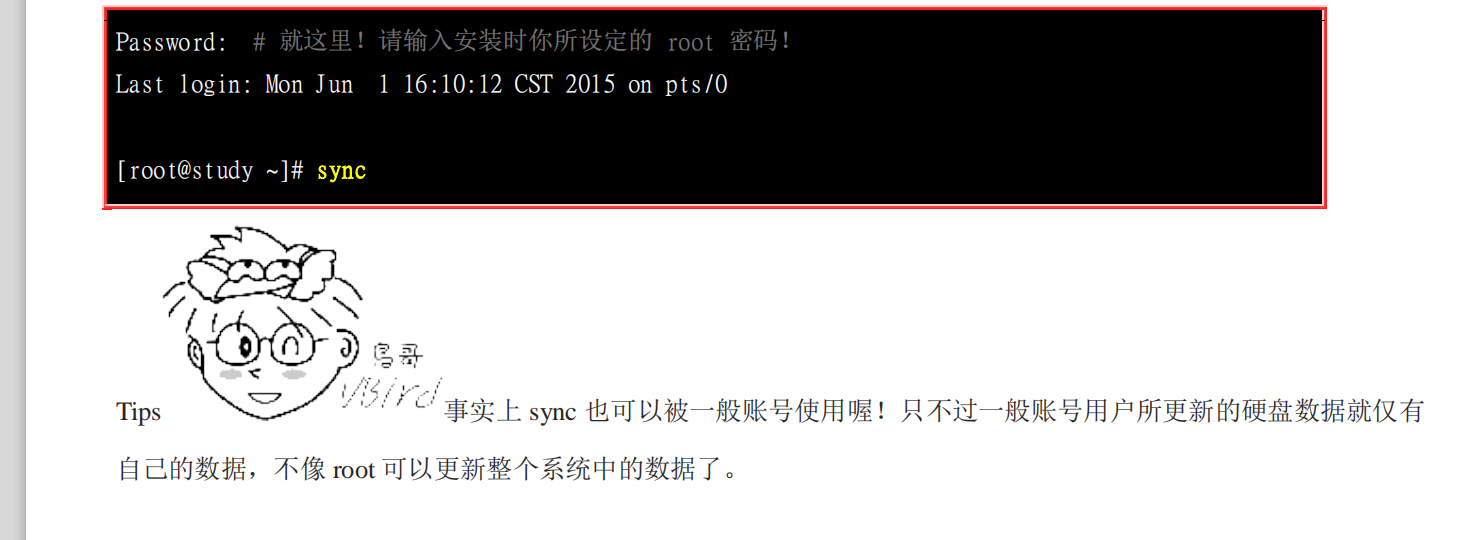 Password:  # 就这里！请输入安装时你所设定的 root 密码！
Last login: Mon Jun  1 16:10:12 CST 2015 on pts/0
[root@study ~]# sync
鸟哥
VBird
Tips 事实上 sync 也可以被一般账号使用喔！只不过一般账号用户所更新的硬盘数据就仅有
自己的数据，不像 root 可以更新整个系统中的数据了。